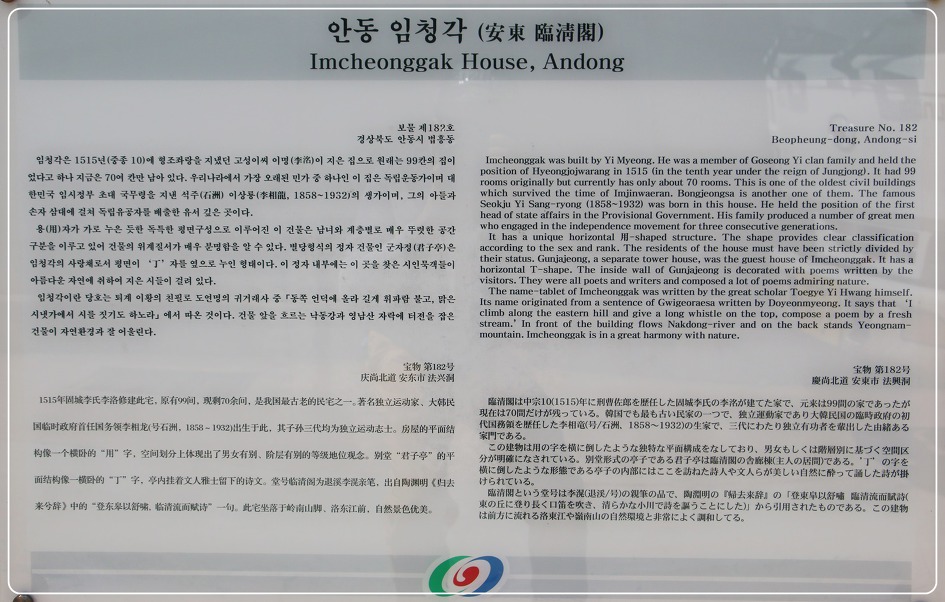 안동 임청각 (安東 臨淸閣)
Imcheonggak House, Andong
보물 제182호
경상북도 안동시 법흥동
임청각은 1515년(중종 10)에 형조좌랑을 지냈던 고성이씨 이명(李洺)이 지은 집으로 원래는 99칸의 집이
었다고 하나 지금은 70여 칸만 남아 있다. 우리나라에서 가장 오래된 민가 중 하나인 이 집은 독립운동가이며 대
한민국 임시정부 초대 국무령을 지낸 석주(石洲) 이상룡(李相龍, 1858~1932)의 생가이며, 그의 아들과
손자 삼대에 걸쳐 독립유공자를 배출한 유서 깊은 곳이다.
용(用)자가 가로 누은 듯한 독특한 평면구성으로 이루어진 이 건물은 남녀와 계층별로 매우 뚜렷한 공간
구분을 이루고 있어 건물의 위계질서가 매우 분명함을 알 수 있다. 별당형식의 정자 건물인 군자정(君子亭)은
임청각의 사랑채로서 평면이 ‘丁’ 자를 옆으로 누인 형태이다. 이 정자 내부에는 이 곳을 찾은 시인묵객들이
아름다운 자연에 취하여 지은 시들이 걸려 있다.
임청각이란 당호는 퇴계 이황의 친필로 도연명의 귀거래사 중 「동쪽 언덕에 올라 길게 휘파람 불고, 맑은
시냇가에서 시를 짓기도 하노라」에서 따온 것이다. 건물 앞을 흐르는 낙동강과 영남산 자락에 터전을 잡은
건물이 자연환경과 잘 어울린다.
Treasure No. 182
Beopheung-dong, Andong-si
Imcheonggak was built by Yi Myeong. He was a member of Goseong Yi clan family and held the
position of Hyeongjojwarang in 1515 (in the tenth year under the reign of Jungjong). It had 99
rooms originally but currently has only about 70 rooms. This is one of the oldest civil buildings
which survived the time of Imjinwaeran. Bongjeongsa is another one of them. The famous
Seokju Yi Sang-ryong (1858~1932) was born in this house. He held the position of the first
head of state affairs in the Provisional Government. His family produced a number of great men
who engaged in the independence movement for three consecutive generations.
It has a unique horizontal 用-shaped structure. The shape provides clear classification
according to the sex and rank. The residents of the house must have been strictly divided by
their status. Gunjajeong, a separate tower house, was the guest house of Imcheonggak. It has a
horizontal T-shape. The inside wall of Gunjajeong is decorated with poems written by the
visitors. They were all poets and writers and composed a lot of poems admiring nature.
The name-tablet of Imcheonggak was written by the great scholar Toegye Yi Hwang himself.
Its name originated from a sentence of Gwigeoraesa written by Doyeonmyeong. It says that ‘I
climb along the eastern hill and give a long whistle on the top, compose a poem by a fresh
stream.’ In front of the building flows Nakdong-river and on the back stands Yeongnam-
mountain. Imcheonggak is in a great harmony with nature.
宝物 第182号
庆尚北道 安东市 法兴洞
1515年固城李氏李洛修建此宅，原有99间，现剩70余间，是我国最古老的民宅之一。著名独立运动家、大韩民
国临时政府首任国务领李相龙(号石洲，1858~1932)出生于此，其子孙三代均为独立运动志士。房屋的平面结
构像一个横卧的“用”字，空间划分上体现出了男女有别、阶层有别的等级地位观念。别堂“君子亭”的平
面结构像一横卧的“丁”字，亭内挂着文人雅士留下的诗文。堂号临清阁为退溪李滉亲笔，出自陶渊明《归去
来兮辞》中的“登东皋以舒啸, 临清流而赋诗”一句。此宅坐落于岭南山脚、洛东江前，自然景色优美。
宝物 第182号
慶尚北道 安東市 法興洞
臨清閣は中宗10(1515)年に刑曹佐郎を歴任した固城李氏の李洺が建てた家で、元来は99間の家であったが
現在は70間だけが残っている。韓国でも最も古い民家の一つで、独立運動家であり大韓民国の臨時政府の初
代国務領を歴任した李相竜(号/石洲、1858~1932)の生家で、三代にわたり独立有功者を輩出した由緒ある
家門である。
この建物は用の字を横に倒したような独特な平面構成をなしており、男女もしくは階層別に基づく空間区
分が明確になされている。別堂形式の亭子である君子亭は臨清閣の舎廊棟(主人の居間)である。‘丁’の字を
横に倒したような形態である亭子の内部にはここを訪ねた詩人や文人らが美しい自然に酔って誦した詩が掛
けられている。
臨清閣という堂号は李滉(退渓/号)の親筆の品で、陶淵明の『帰去来辞』の「登東皐以舒嘯 臨清流而賦詩(
東の丘に登り長く口笛を吹き、清らかな小川で詩を謳うことにした)」から引用されたものである。この建物
は前方に流れる洛東江や嶺南山の自然環境と非常によく調和してる。